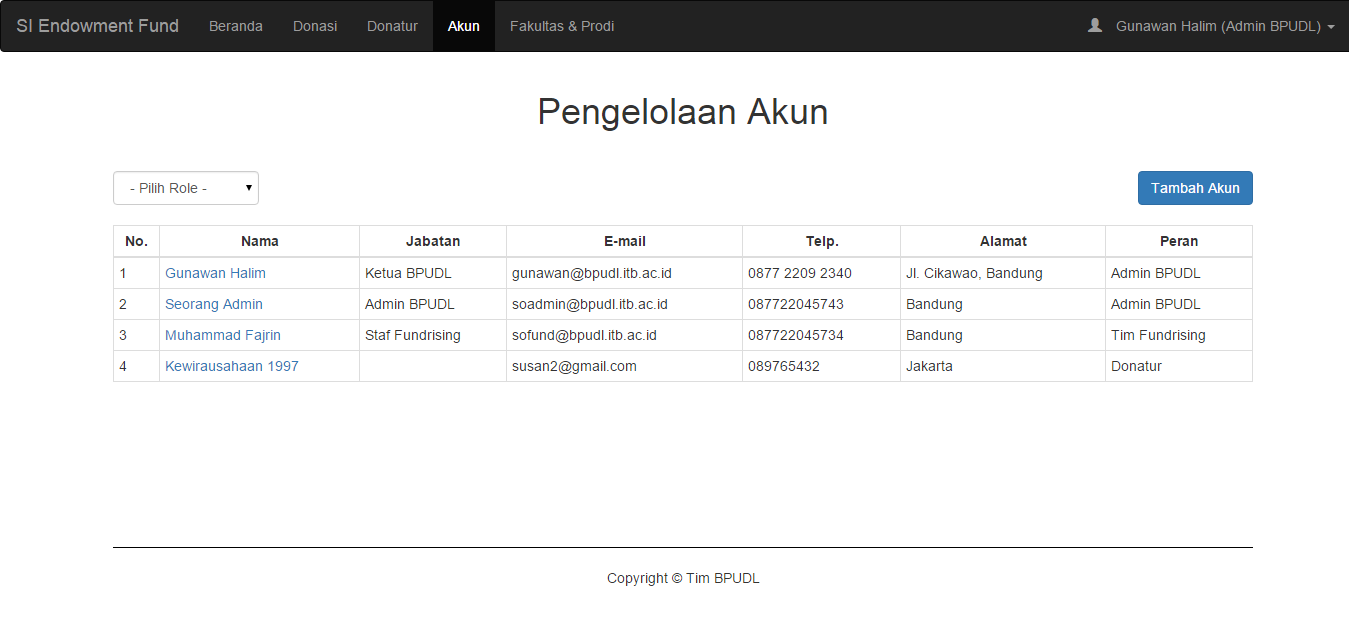 SI Endowment Fund Beranda Donasi Donatur Akun Fakultas & Prodi Gunawan Halim (Admin BPUDL)
Pengelolaan Akun
- Pilih Role - Tambah Akun
No. Nama Jabatan E-mail Telp. Alamat Peran
1 Gunawan Halim Ketua BPUDL gunawan@bpudl.itb.ac.id 0877 2209 2340 Jl. Cikawao, Bandung Admin BPUDL
2 Seorang Admin Admin BPUDL soadmin@bpudl.itb.ac.id 087722045743 Bandung Admin BPUDL
3 Muhammad Fajrin Staf Fundrising sofund@bpudl.itb.ac.id 087722045734 Bandung Tim Fundrising
4 Kewirausahaan 1997 susan2@gmail.com 089765432 Jakarta Donatur
Copyright © Tim BPUDL